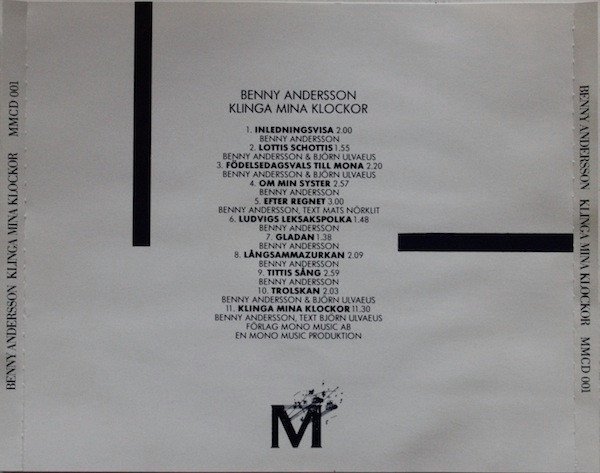 BENNY ANDERSSON KLINGA MINA KLOCKOR MMCD 001
BENNY ANDERSSON
KLINGA MINA KLOCKOR
1. INLEDNINGSVISA 2.00
BENNY ANDERSSON
2. LOTTIS SCHOTTIS 1.55
BENNY ANDERSSON & BJÖRN ULVAEUS
3. FÖDELSEDAGSVALS TILL MONA 2.20
BENNY ANDERSSON & BJÖRN ULVAEUS
4. OM MIN SYSTER 2.57
BENNY ANDERSSON
5. EFTER REGNET 3.00
BENNY ANDERSSON, TEXT MATS NÖRKLIT
6. LUDVIGS LEKSAKSPOLKA 1.48
BENNY ANDERSSON
7. GLADAN 1.38
BENNY ANDERSSON
8. LÅNGSAMMAZURKAN 2.09
BENNY ANDERSSON
9. TITTIS SÅNG 2.59
BENNY ANDERSSON
10. TROLSKAN 2.03
BENNY ANDERSSON & BJÖRN ULVAEUS
11. KLINGA MINA KLOCKOR 11.30
BENNY ANDERSSON, TEXT BJÖRN ULVAEUS
FÖRLAG MONO MUSIC AB
EN MONO MUSIC PRODUKTION
M
BENNY ANDERSSON KLINGA MINA KLOCKOR MMCD 001